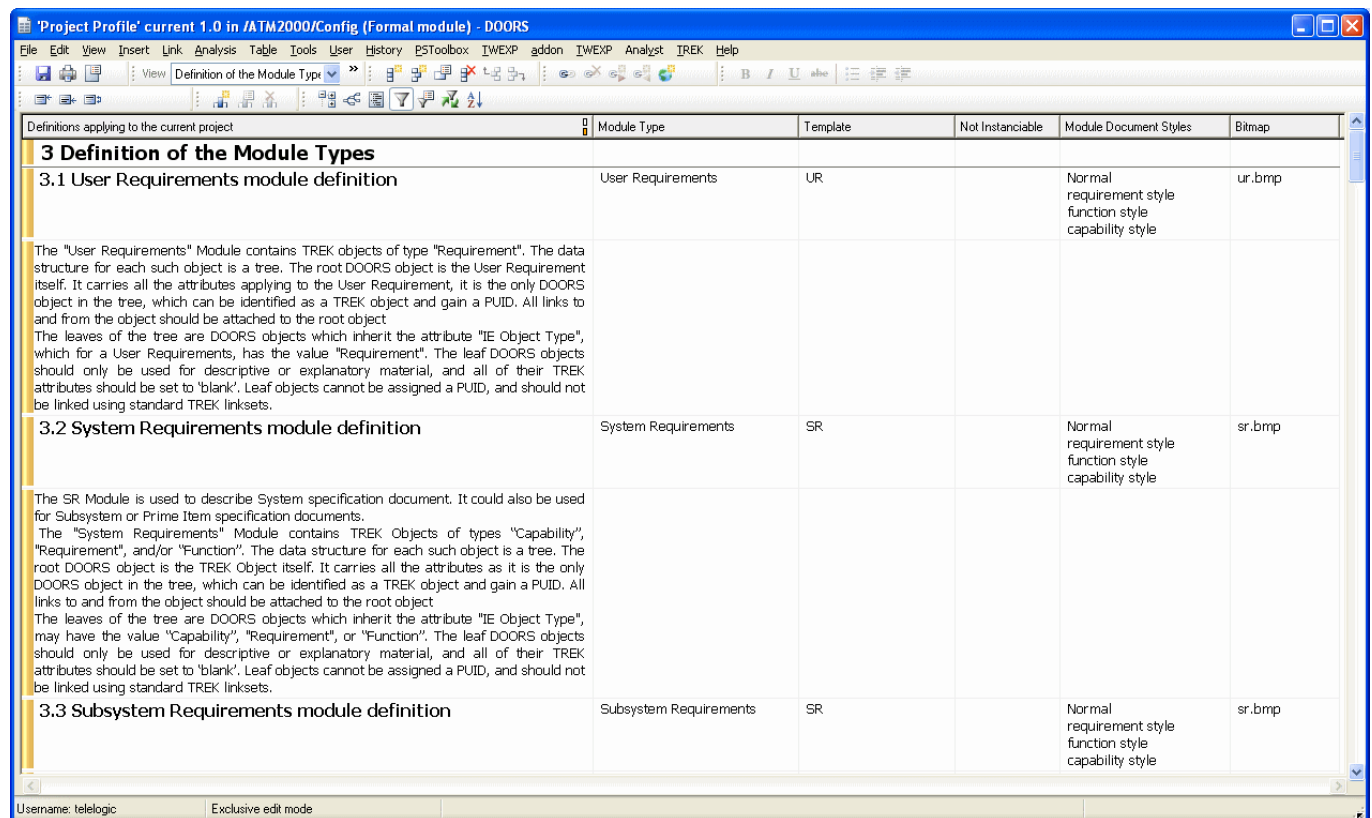 'Project Profile' current 1.0 in /ATM2000/Config (Formal module) - DOORS
File Edit View Insert Link Analysis Table Tools User History PSToolbox TWEXP addon TWEXP Analyst TREK Help
View Definition of the Module Type » B I U abc
Definitions applying to the current project Module Type Template Not Instanciable Module Document Styles Bitmap
3 Definition of the Module Types
3.1 User Requirements module definition User Requirements UR Normal ur.bmp
requirement style
function style
capability style
The "User Requirements" Module contains TREK objects of type "Requirement". The data
structure for each such object is a tree. The root DOORS object is the User Requirement
itself. It carries all the attributes applying to the User Requirement, it is the only DOORS
object in the tree, which can be identified as a TREK object and gain a PUID. All links to
and from the object should be attached to the root object
The leaves of the tree are DOORS objects which inherit the attribute "IE Object Type",
which for a User Requirements, has the value "Requirement". The leaf DOORS objects
should only be used for descriptive or explanatory material, and all of their TREK
attributes should be set to 'blank'. Leaf objects cannot be assigned a PUID, and should not
be linked using standard TREK linksets.
3.2 System Requirements module definition System Requirements SR Normal sr.bmp
requirement style
function style
capability style
The SR Module is used to describe System specification document. It could also be used
for Subsystem or Prime Item specification documents.
The "System Requirements" Module contains TREK Objects of types "Capability",
"Requirement", and/or "Function". The data structure for each such object is a tree. The
root DOORS object is the TREK Object itself. It carries all the attributes as it is the only
DOORS object in the tree, which can be identified as a TREK object and gain a PUID. All
links to and from the object should be attached to the root object
The leaves of the tree are DOORS objects which inherit the attribute "IE Object Type",
may have the value "Capability", "Requirement", or "Function". The leaf DOORS objects
should only be used for descriptive or explanatory material, and all of their TREK
attributes should be set to 'blank'. Leaf objects cannot be assigned a PUID, and should not
be linked using standard TREK linksets.
3.3 Subsystem Requirements module definition Subsystem Requirements SR Normal sr.bmp
requirement style
function style
capability style
Username: telelogic Exclusive edit mode